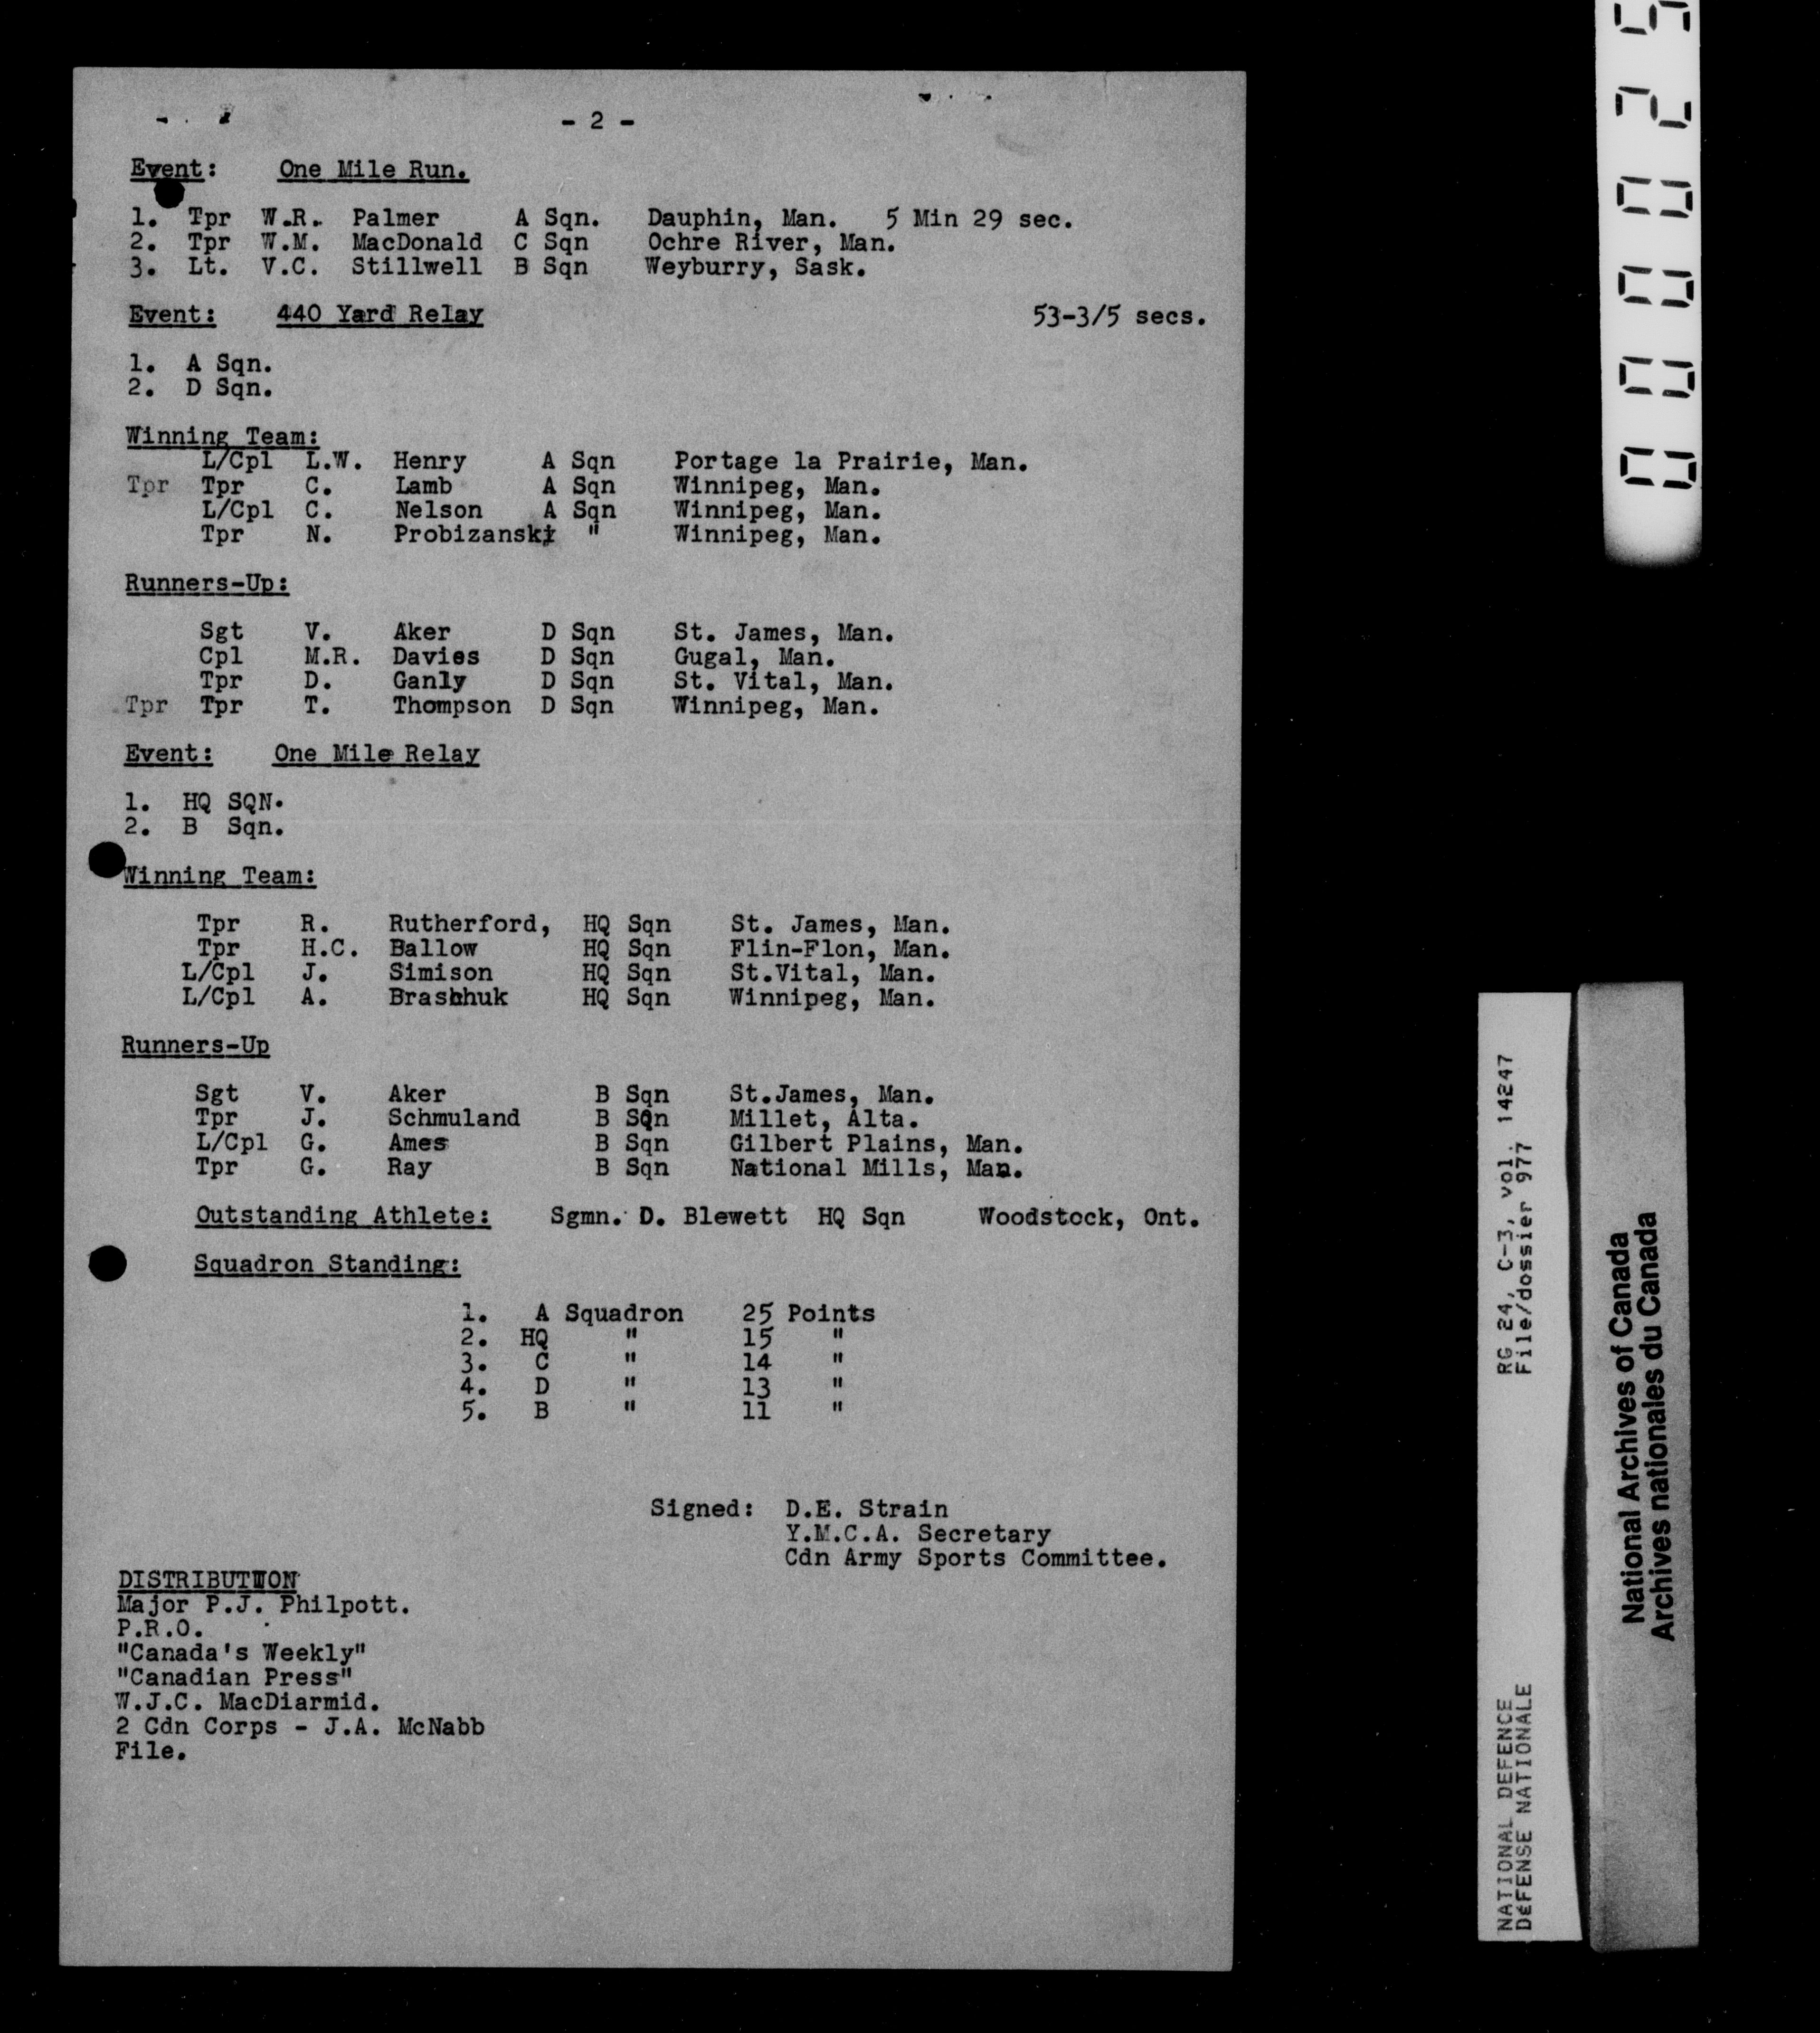 - 2 -
Event: One Mile Run.
1. Tpr W.R. Palmer A Sqn. Dauphin, Man. 5 Min 29 sec.
2. Tpr W.M. MacDonald C Sqn Ochre River, Man.
3. Lt. V.C. Stillwell B Sqn Weyburry, Sask.
Event: 440 Yard Relay 53-3/5 secs.
1. A Sqn.
2. D Sqn.
Winning Team:
L/Cpl L.W. Henry A Sqn Portage la Prairie, Man.
Tpr Tpr C. Lamb A Sqn Winnipeg, Man.
L/Cpl C. Nelson A Sqn Winnipeg, Man.
Tpr N. Probizanski " Winnipeg, Man.
Runners-Up:
Sgt V. Aker D Sqn St. James, Man.
Cpl M.R. Davies D Sqn Gugal, Man.
Tpr D. Ganly D Sqn St. Vital, Man.
Tpr Tpr T. Thompson D Sqn Winnipeg, Man.
Event: One Mile Relay
1. HQ SQN.
2. B Sqn.
Winning Team:
Tpr R. Rutherford, HQ Sqn St. James, Man.
Tpr H.C. Ballow HQ Sqn Flin-Flon, Man.
L/Cpl J. Simison HQ Sqn St.Vital, Man.
L/Cpl A. HQ Sqn Winnipeg, Man.
Runners-Up
Sgt V. Aker B Sqn St.James, Man.
Tpr J. Schmuland B Sqn Millet, Alta.
L/Cpl G. Ames B Sqn Gilbert Plains, Man.
Tpr G. Ray B Sqn National Mills, Man.
Outstanding Athlete: Sgmn. D. Blewett HQ Sqn Woodstock, Ont.
Squadron Standing:
1. A Squadron 25 Points
2. HQ " 15 "
3. C " 14 "
4. D " 13 "
5. B " 11 "
Signed: D.E. Strain
Y.M.C.A. Secretary
Cdn Army Sports Committee.
DISTRIBUTION
Major P.J. Philpott.
P.R.O.
"Canada's Weekly"
"Canadian Press"
W.J.C. MacDiarmid.
2 Cdn Corps - J.A. McNabb
File.
NATIONAL DEFENCE RG 24, C-3, vol. 14247
DéFENSE NATIONALE File/dossier 977
National Archives of Canada
Archives nationales du Canada